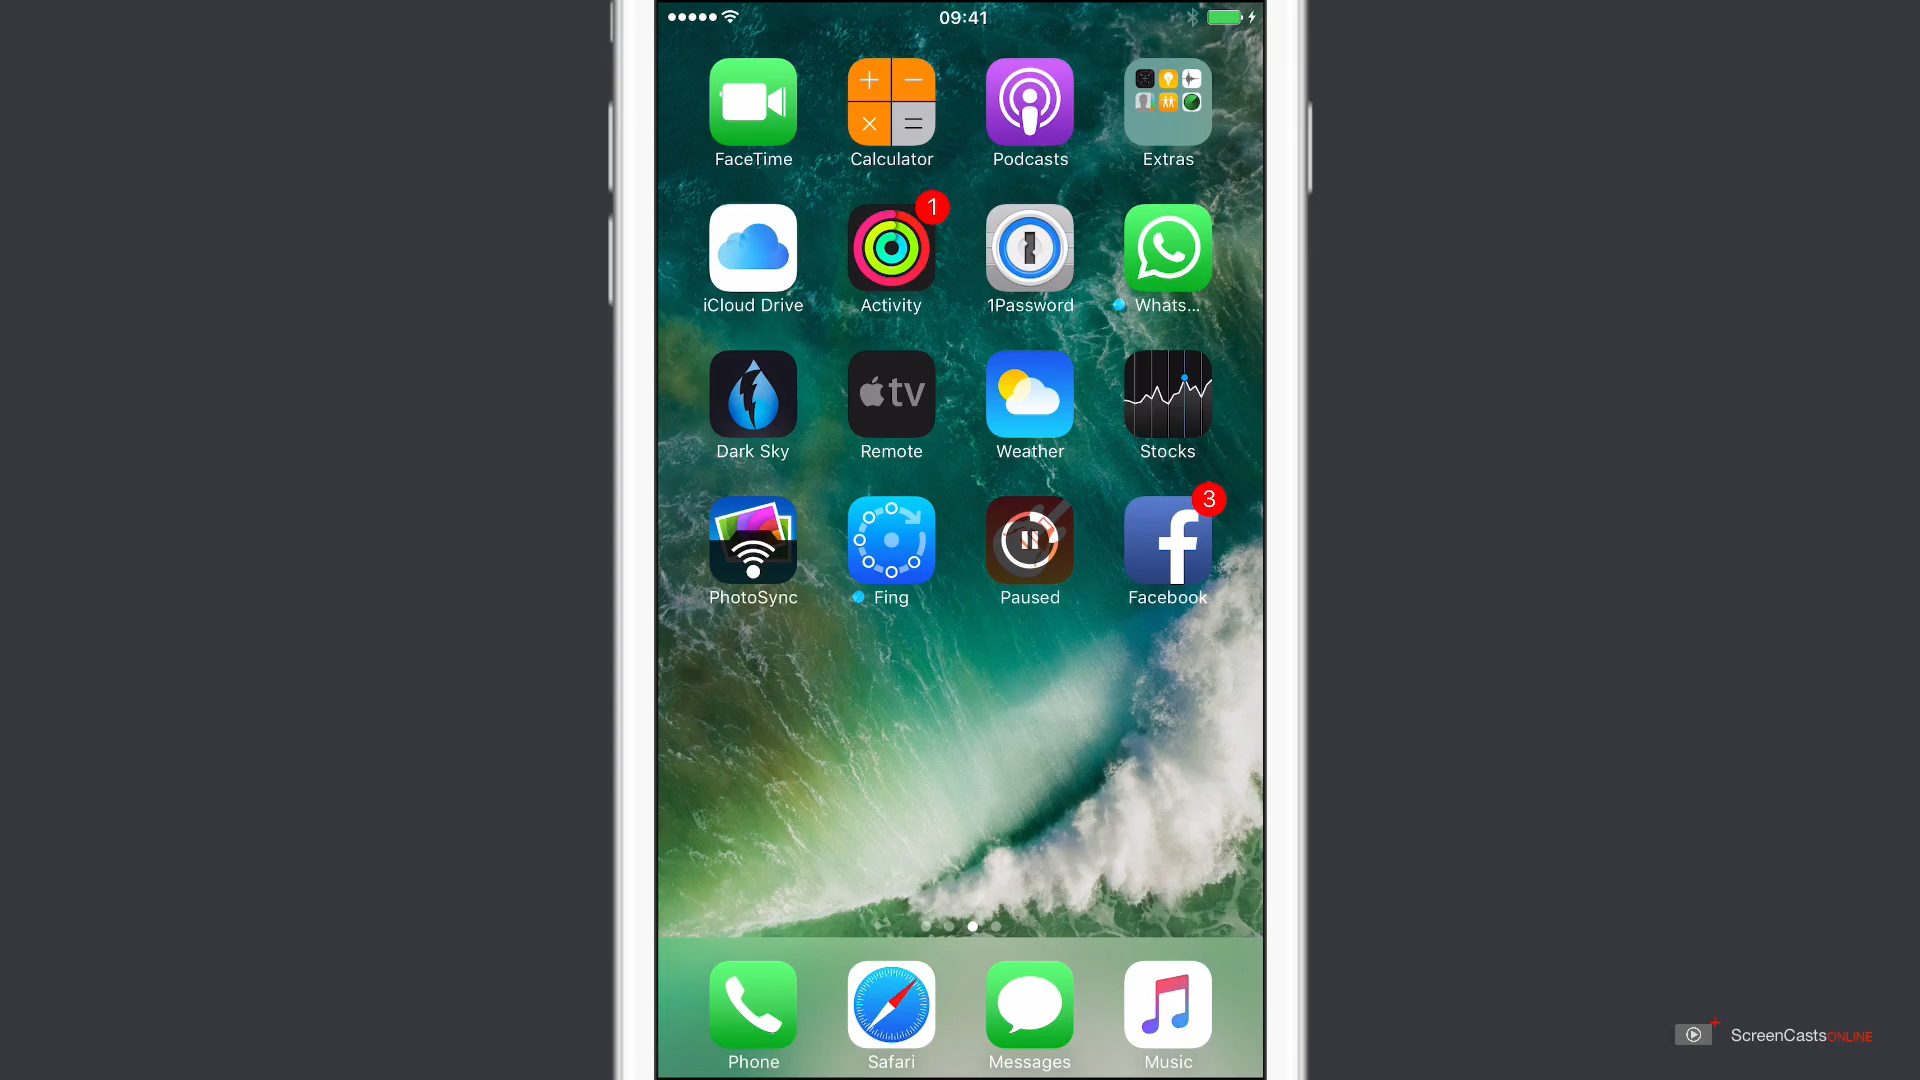 09:41
FaceTime Calculator Podcasts Extras
1
iCloud Drive Activity 1Password Whats...
tv
Dark Sky Remote Weather Stocks
3
PhotoSync Fing Paused Facebook
Phone Safari Messages Music
ScreenCastsONLINE